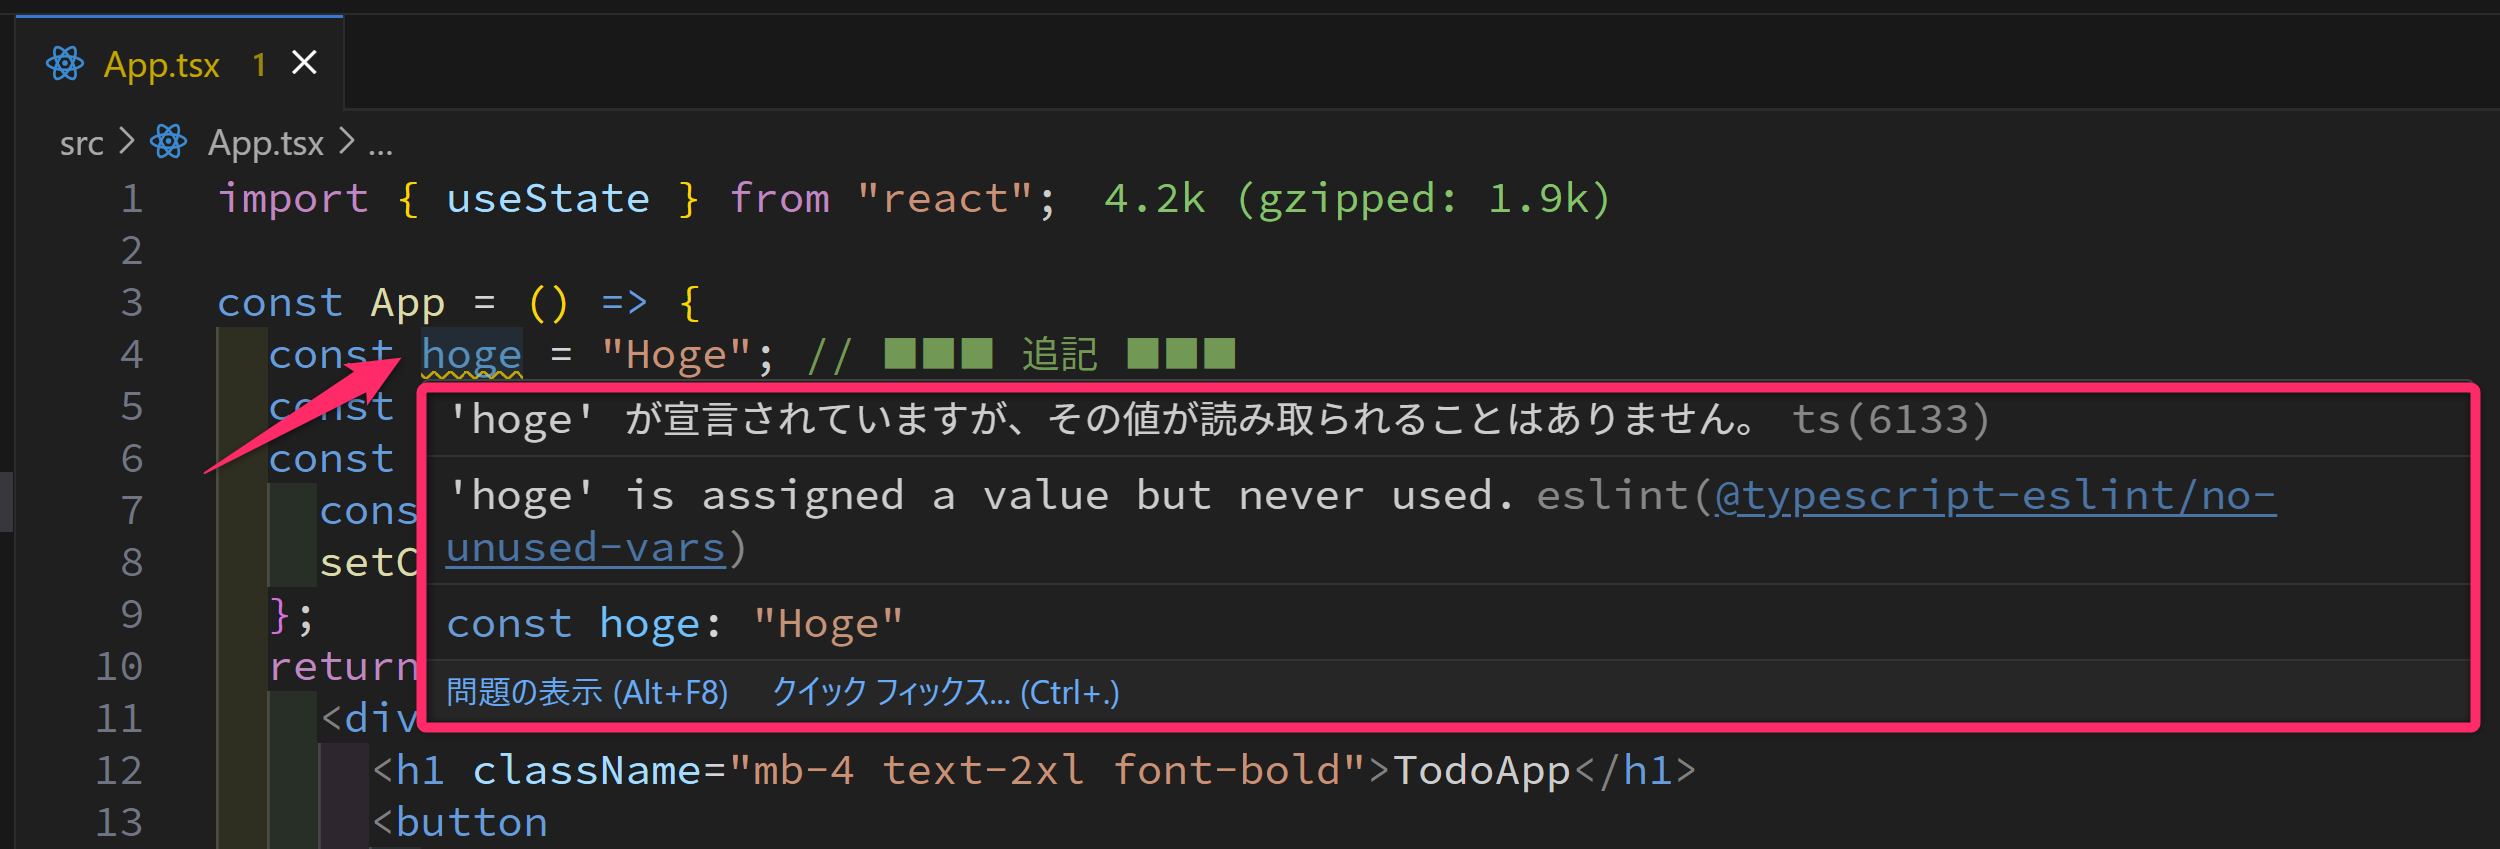 App.tsx 1
src > App.tsx > ...
1 import { useState } from "react"; 4.2k (gzipped: 1.9k)
2
3 const App = () => {
4 const hoge = "Hoge"; // ■■■ 追記 ■■■
5 const
'hoge' が宣言されていますが、その値が読み取られることはありません。 ts(6133)
6 const
7 cons
'hoge' is assigned a value but never used. eslint(@typescript-eslint/no-
unused-vars)
8 setC
9 };
const hoge: "Hoge"
10 return
問題の表示 (Alt+F8) クイック フィックス... (Ctrl+.)
11 <div
12 <h1 className="mb-4 text-2xl font-bold">TodoApp</h1>
13 <button